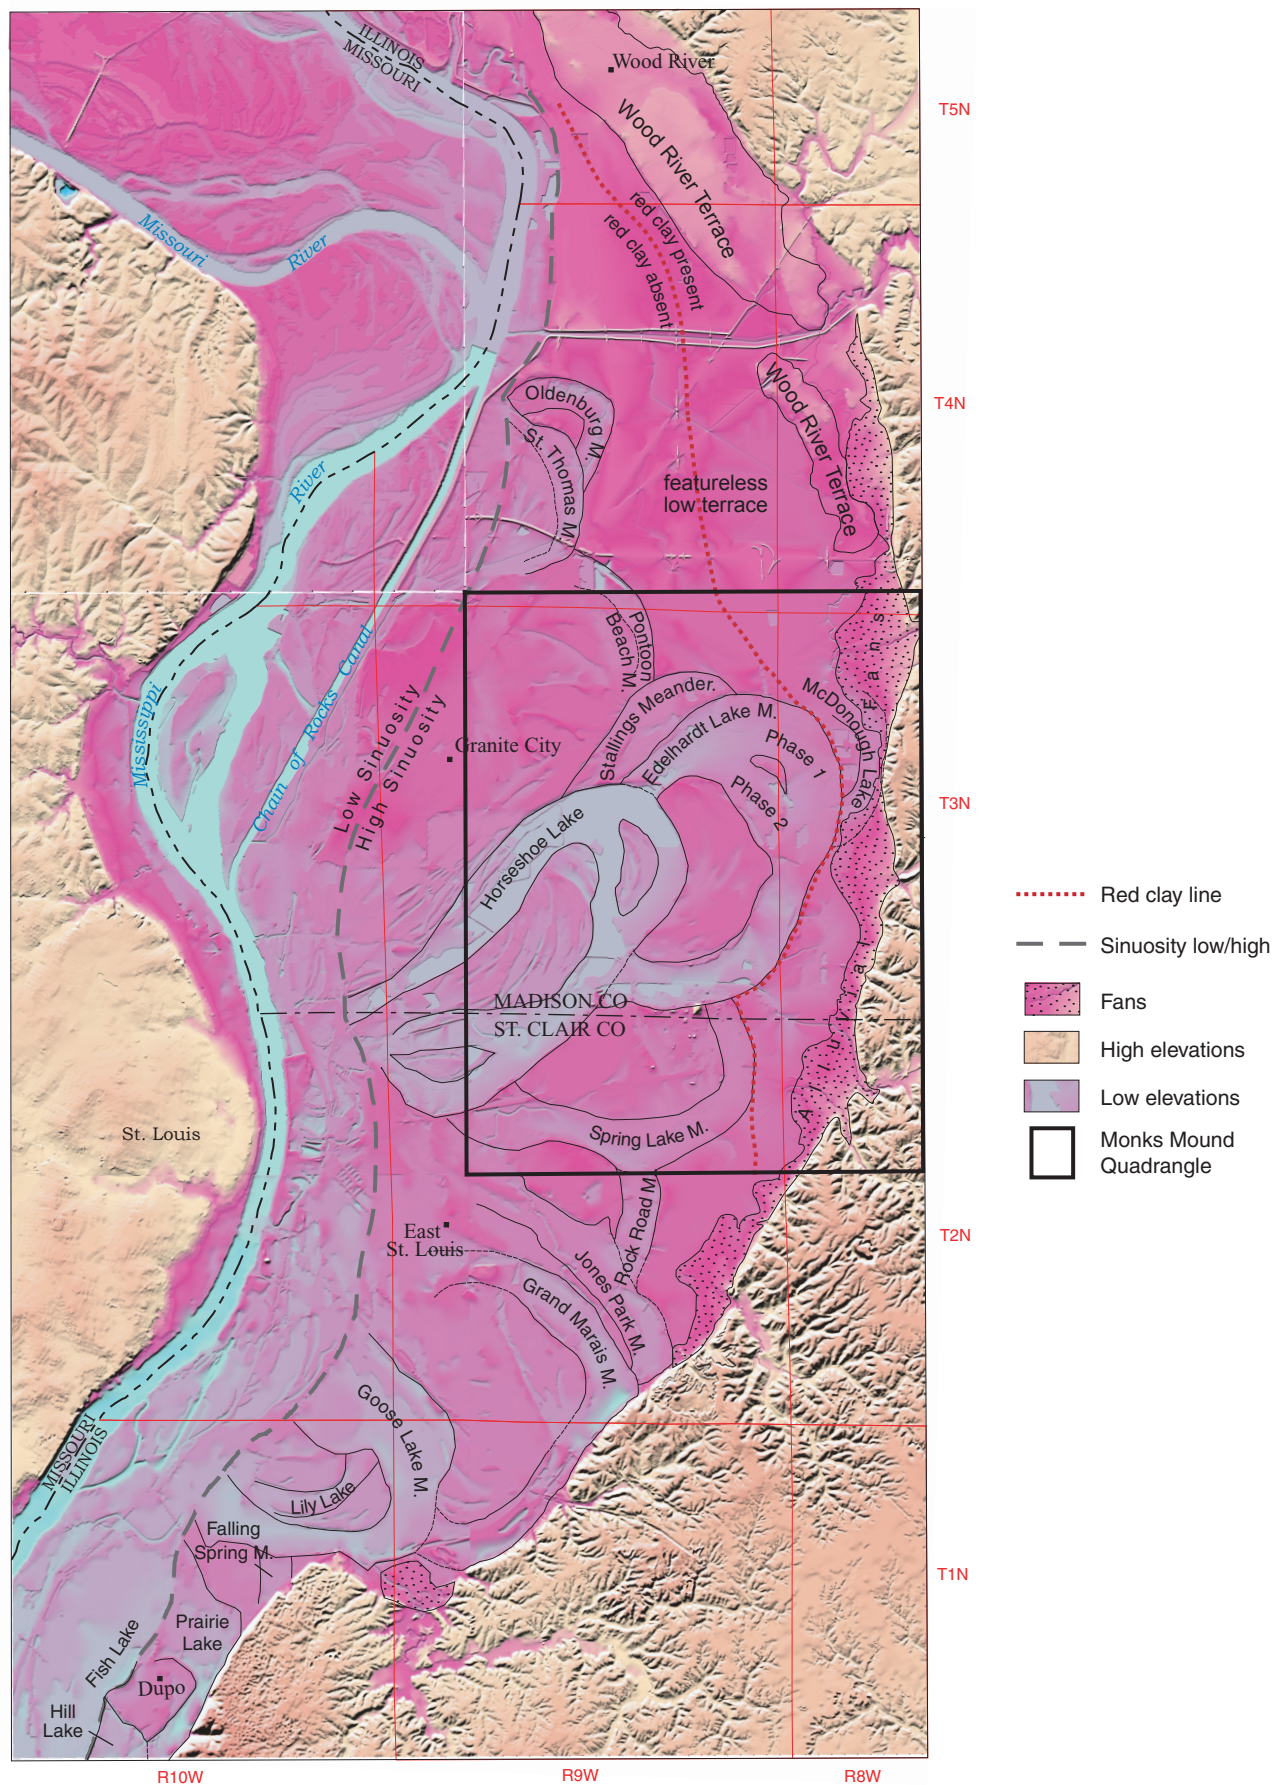 ILLINOIS
MISSOURI
Wood River
T5N
Wood River Terrace
red clay present
red clay absent
Missouri
River
Wood River Terrace
Oldenburg M.
T4N
St. Thomas M.
River
featureless
low terrace
Pontoon
Beach M.
Chain of Rocks Canal
Mississippi
Low Sinuosity
High Sinuosity
Granite City
Stallings Meander.
Edelhardt Lake M.
Phase 1
Phase 2
McDonough Lake
Alluvial Fans
T3N
Horseshoe Lake
MADISON CO
ST. CLAIR CO
Spring Lake M.
St. Louis
Red clay line
Sinuosity low/high
Fans
High elevations
Low elevations
Monks Mound
Quadrangle
East
St. Louis
Rock Road M.
T2N
Jones Park M.
Grand Marais M.
Goose Lake M.
MISSOURI
ILLINOIS
Lily Lake
Falling
Spring M.
T1N
Prairie
Lake
Fish Lake
Dupo
Hill
Lake
R10W
R9W
R8W